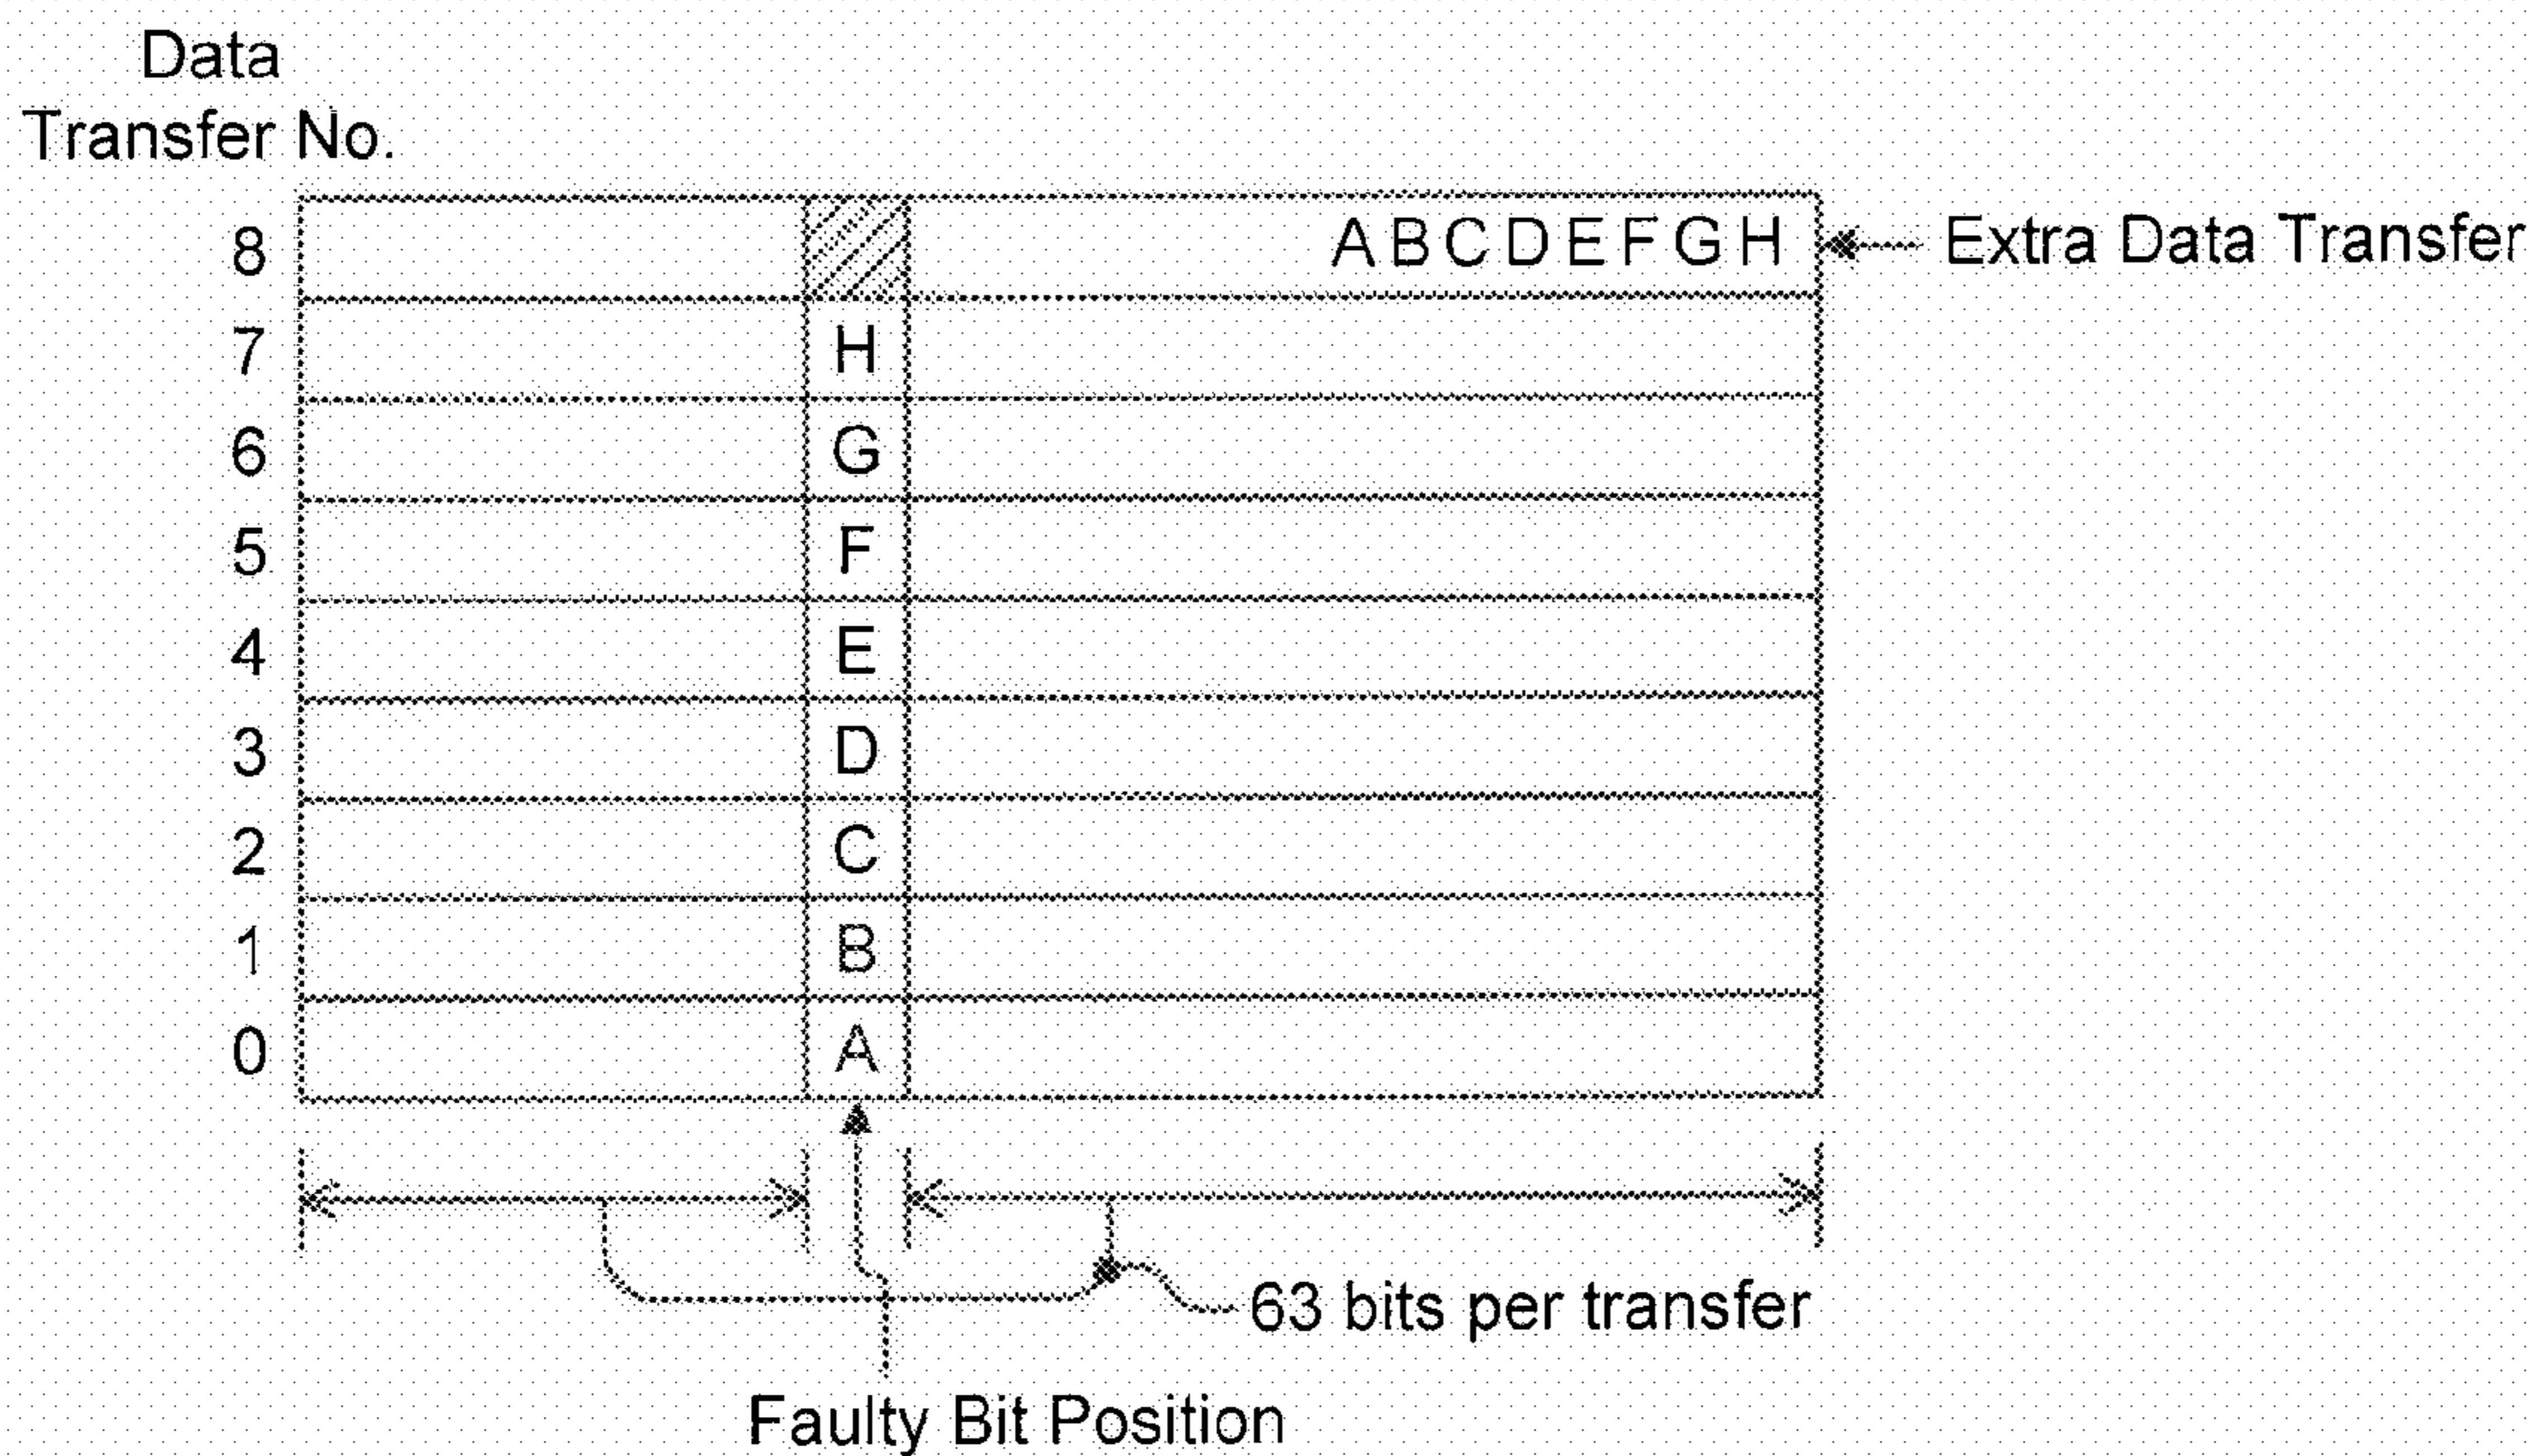 Data
Transfer No.
8 A B C D E F G H Extra Data Transfer
7 H
6 G
5 F
4 E
3 D
2 C
1 B
0 A
63 bits per transfer
Faulty Bit Position